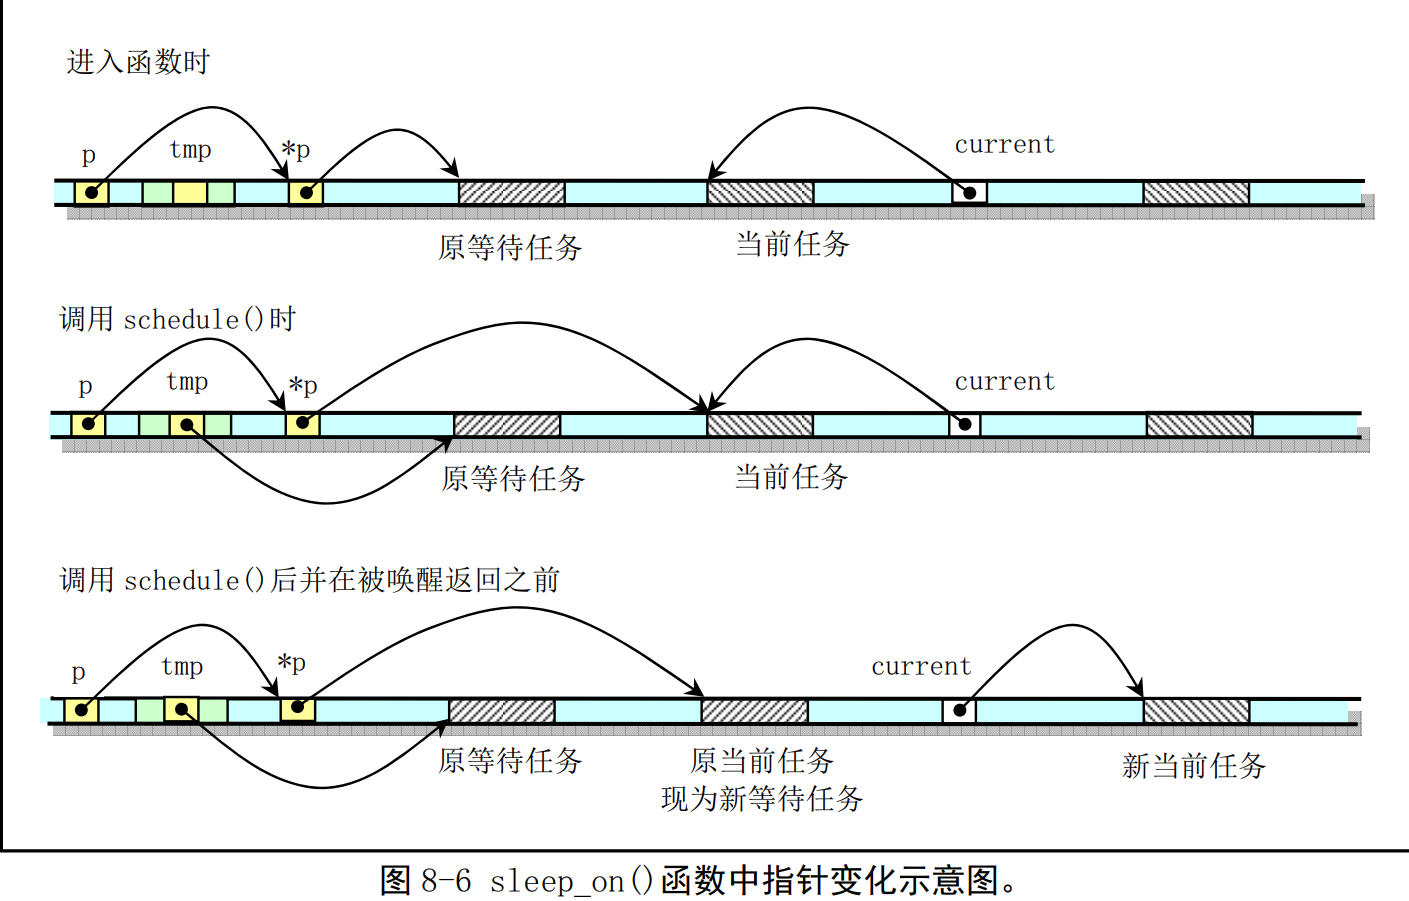 进入函数时
p tmp *p current
原等待任务 当前任务
调用 schedule()时
p tmp *p current
原等待任务 当前任务
调用 schedule()后并在被唤醒返回之前
p tmp *p current
原等待任务 原当前任务 新当前任务
现为新等待任务
图 8-6 sleep_on()函数中指针变化示意图。